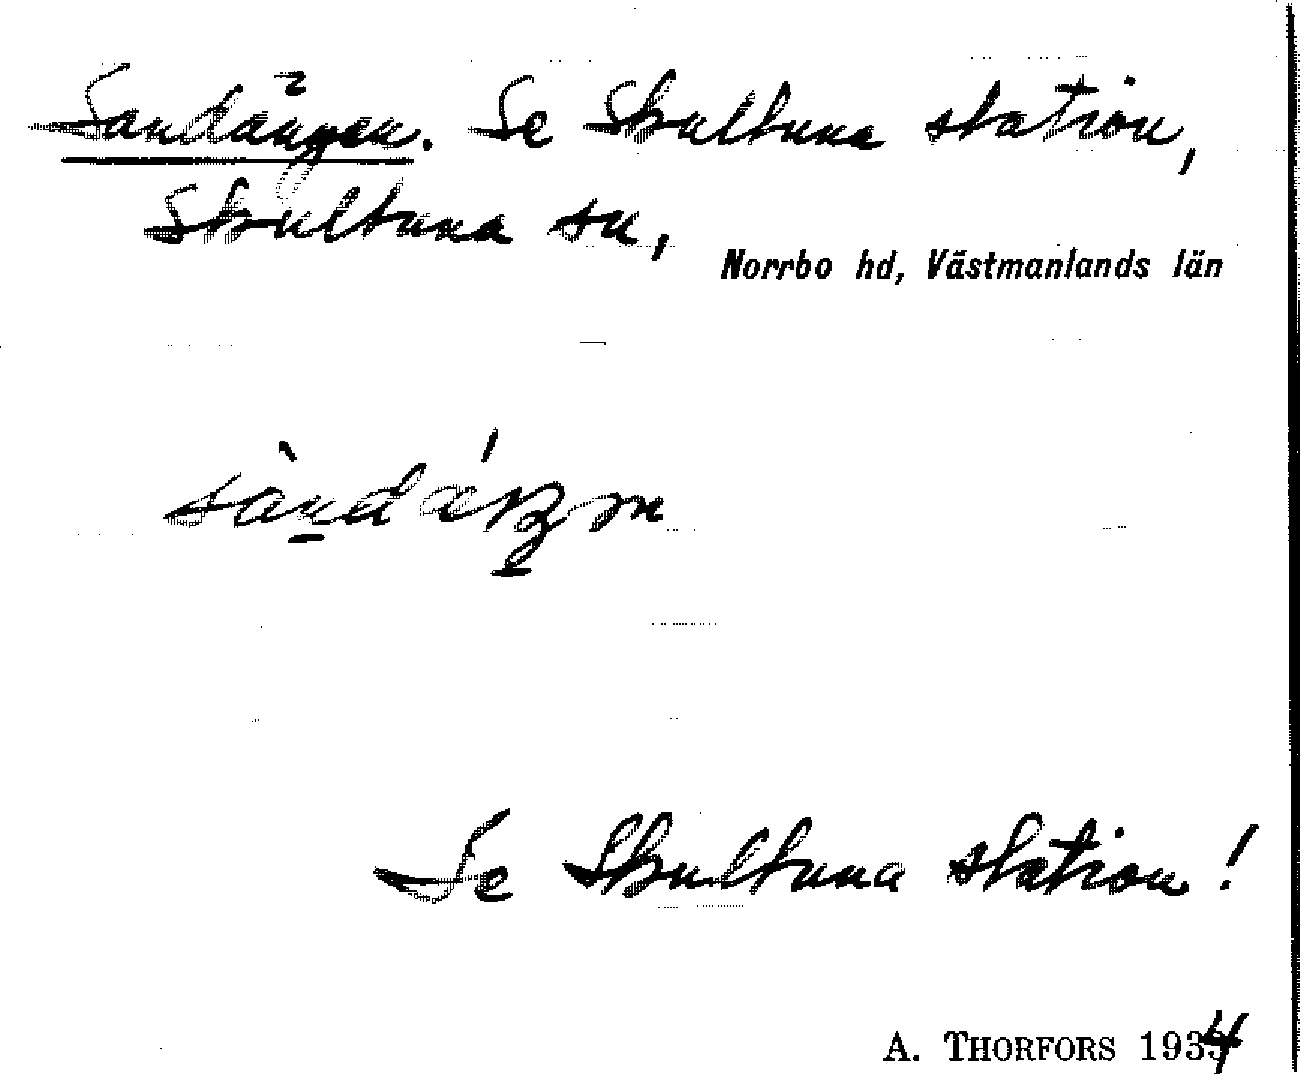 Sandängen. Se Skultuna station,
Skultuna sn,
Norrbo hd, Västmanlands län
Se Skultuna station!
A. THORFORS 1934